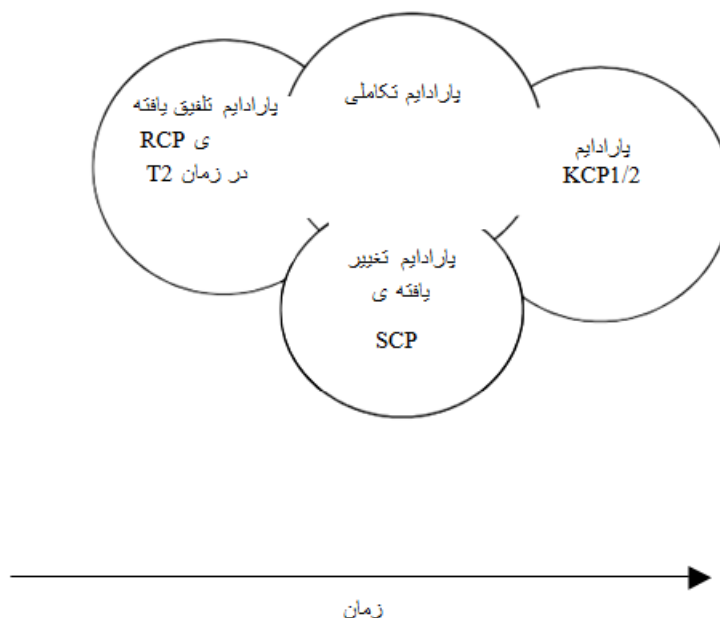 پارادایم تکاملی
پارادایم تلفیق یافته
ی RCP
در زمان T2
پارادایم
KCP1/2
پارادایم تغییر
یافته ی
SCP
زمان